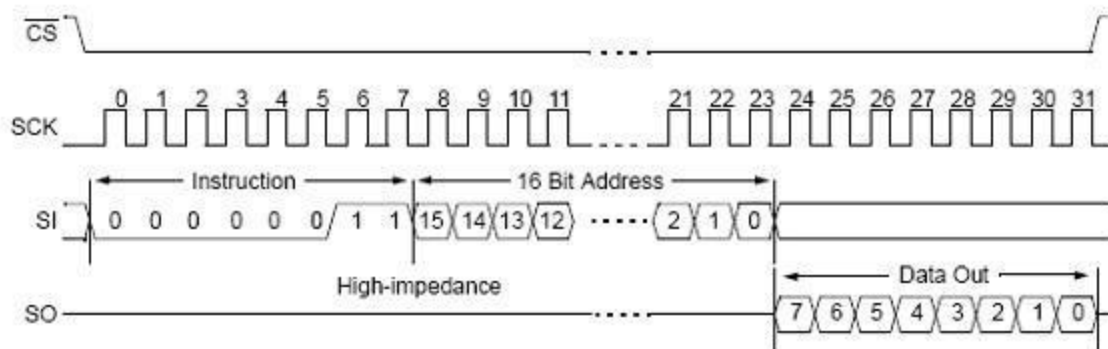 CS
0 1 2 3 4 5 6 7 8 9 10 11 21 22 23 24 25 26 27 28 29 30 31
SCK
Instruction 16 Bit Address
SI 0 0 0 0 0 0 1 1 15 14 13 12 2 1 0
High-impedance Data Out
SO 7 6 5 4 3 2 1 0